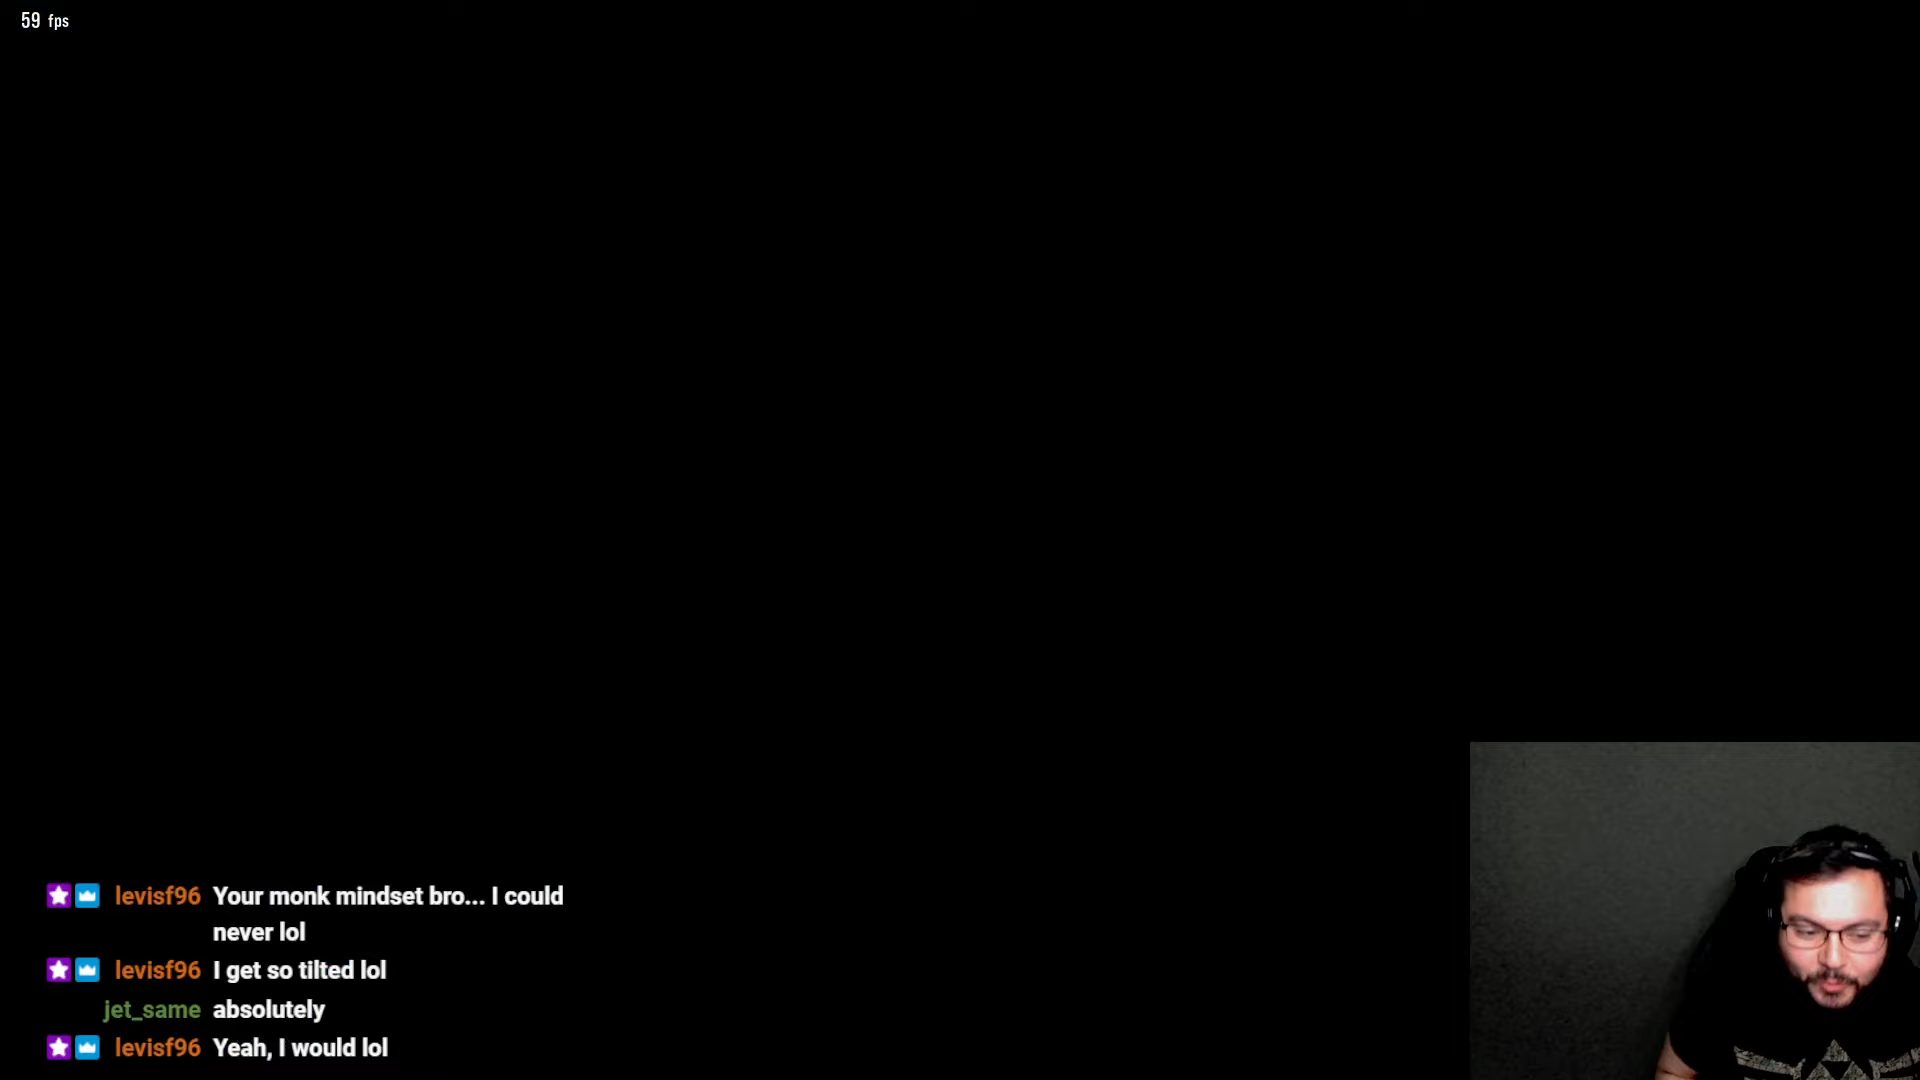 59 fps
levisf96 Your monk mindset bro... I could
never lol
levisf96 I get so tilted lol
jet_same absolutely
levisf96 Yeah, I would lol